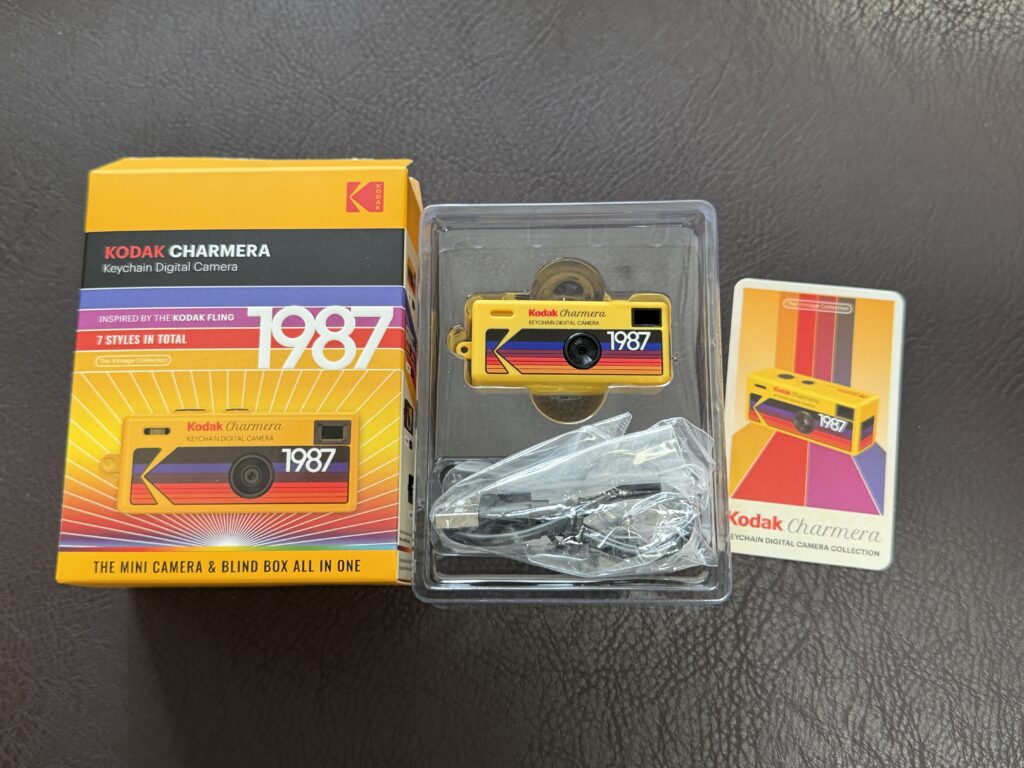 KODAK
KODAK CHARMERA
Keychain Digital Camera
INSPIRED BY THE KODAK FLING
1987
7 STYLES IN TOTAL
The Vintage Collection
Kodak Charmera
KEYCHAIN DIGITAL CAMERA
1987
THE MINI CAMERA & BLIND BOX ALL IN ONE
Kodak Charmera
KEYCHAIN DIGITAL CAMERA
1987
The Vintage Collection
Kodak Charmera
1987
Kodak Charmera
KEYCHAIN DIGITAL CAMERA COLLECTION